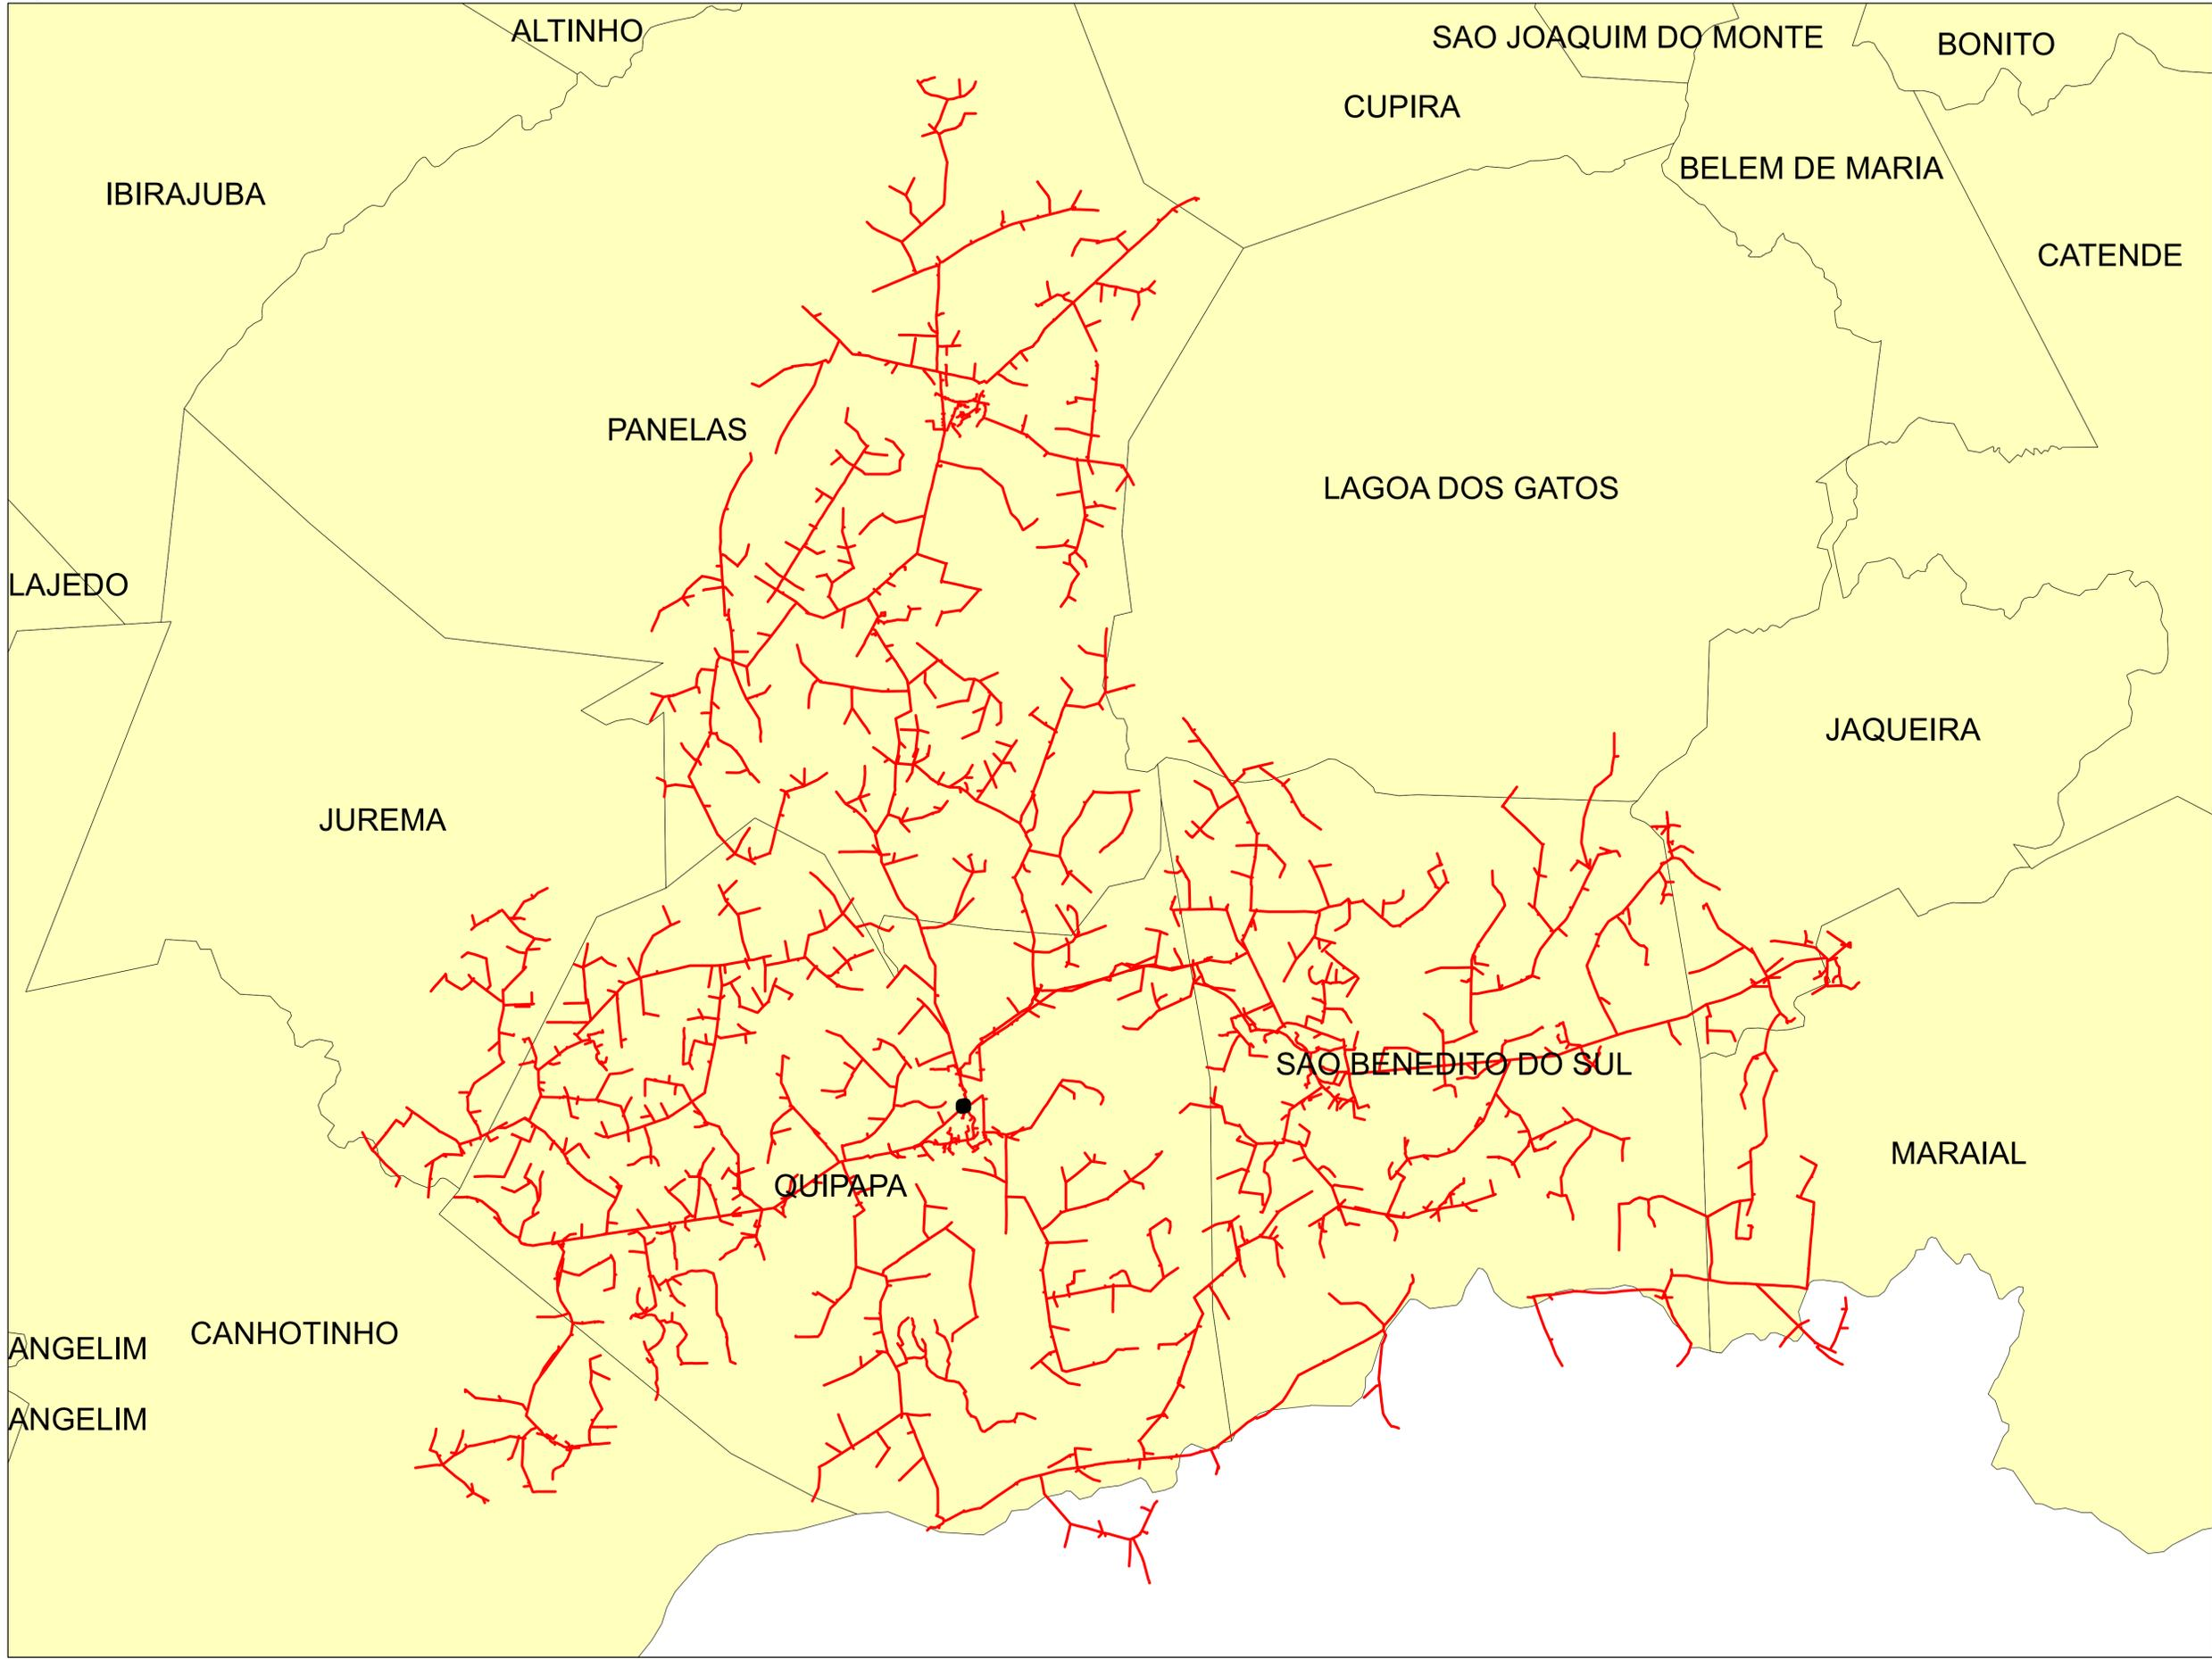 ALTINHO
SAO JOAQUIM DO MONTE
BONITO
CUPIRA
BELEM DE MARIA
IBIRAJUBA
CATENDE
PANELAS
LAGOA DOS GATOS
LAJEDO
JAQUEIRA
JUREMA
SAO BENEDITO DO SUL
MARAIAL
QUIPAPA
CANHOTINHO
ANGELIM
ANGELIM